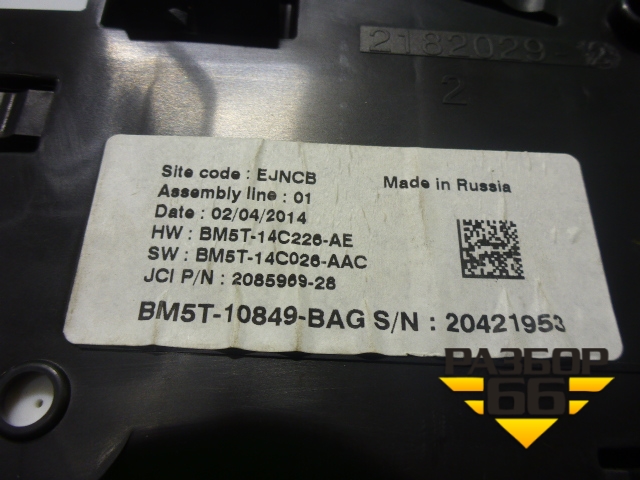 2182029-
2
Site code : EJNCB
Made in Russia
Assembly line : 01
Date : 02/04/2014
HW : BM5T-14C226-AE
SW : BM5T-14C026-AAC
JCI P/N : 2085969-28
BM5T-10849-BAG S/N : 20421953
РАЗБОР
66